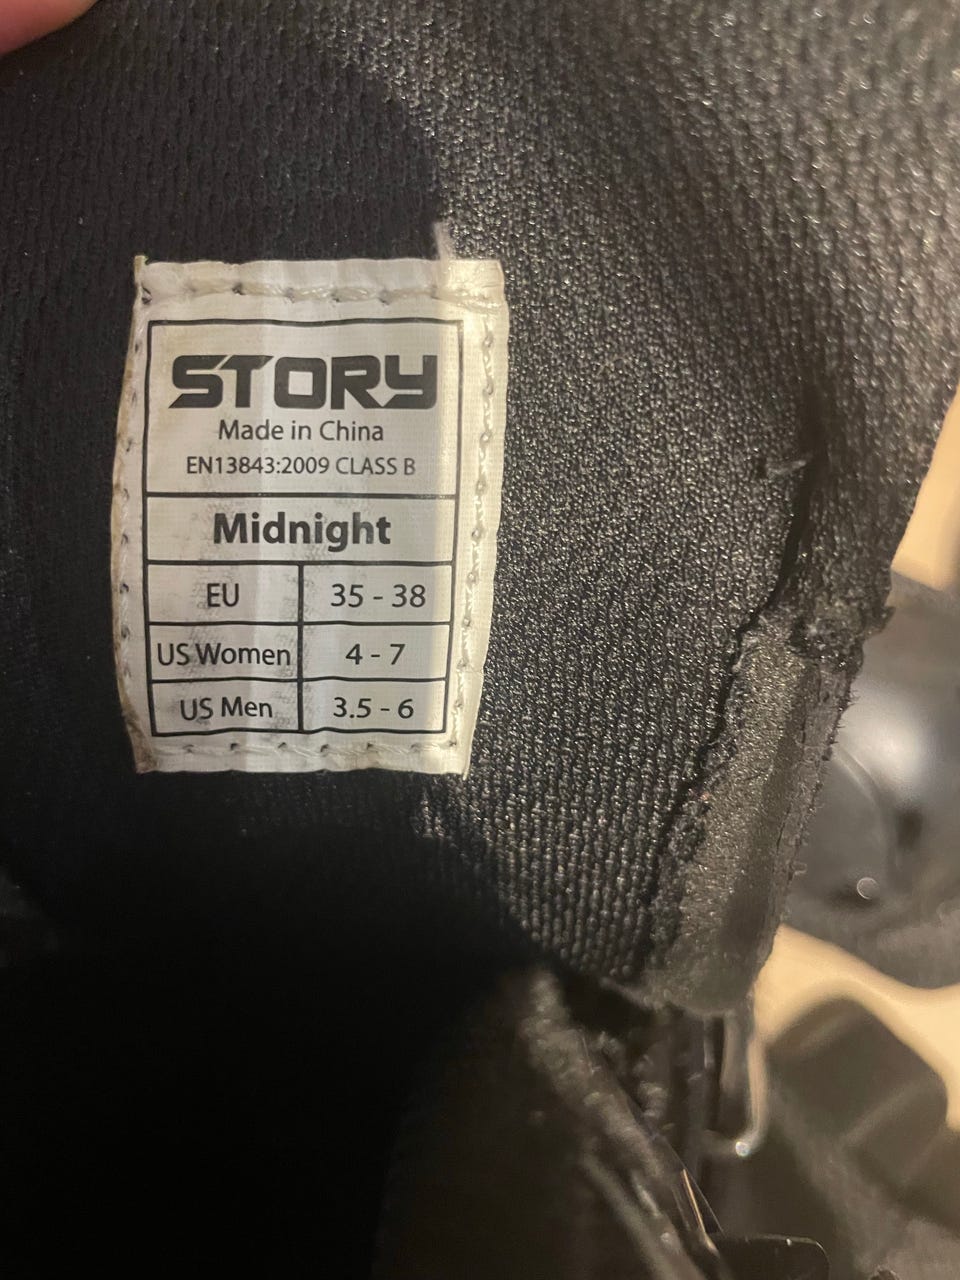 STORY
Made in China
EN13843:2009 CLASS B
Midnight
EU 35 - 38
US Women 4 - 7
US Men 3.5 - 6